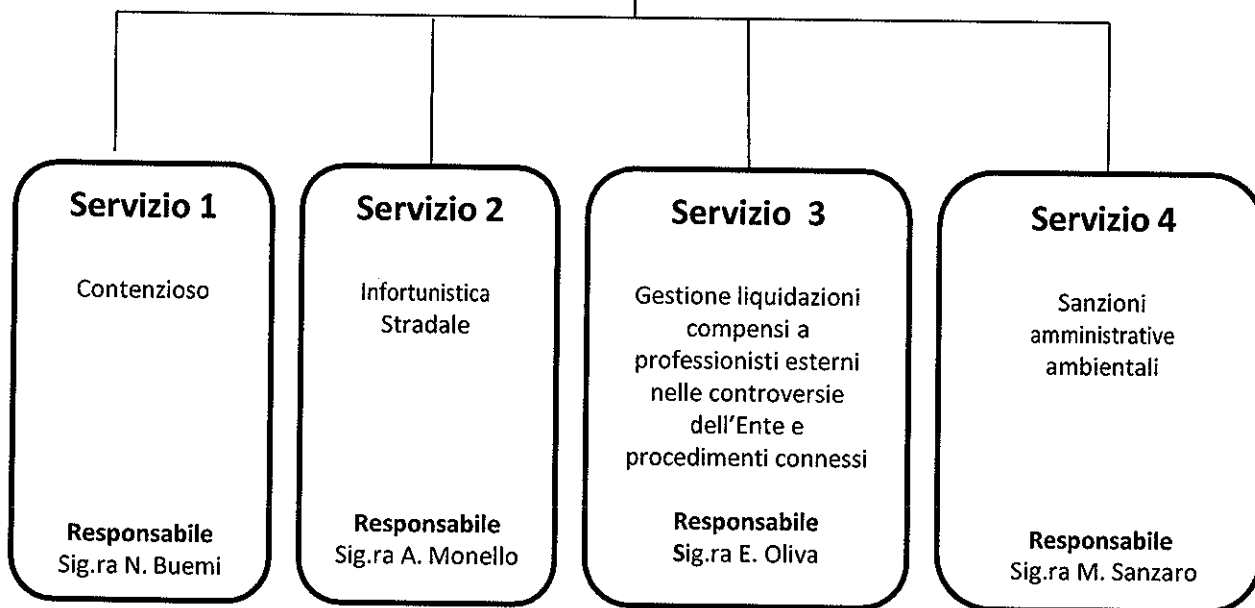 Servizio 1
Contenzioso
Responsabile
Sig.ra N. Buemi
Servizio 2
Infortunistica
Stradale
Responsabile
Sig.ra A. Monello
Servizio 3
Gestione liquidazioni
compensi a
professionisti esterni
nelle controversie
dell'Ente e
procedimenti connessi
Responsabile
Sig.ra E. Oliva
Servizio 4
Sanzioni
amministrative
ambientali
Responsabile
Sig.ra M. Sanzaro